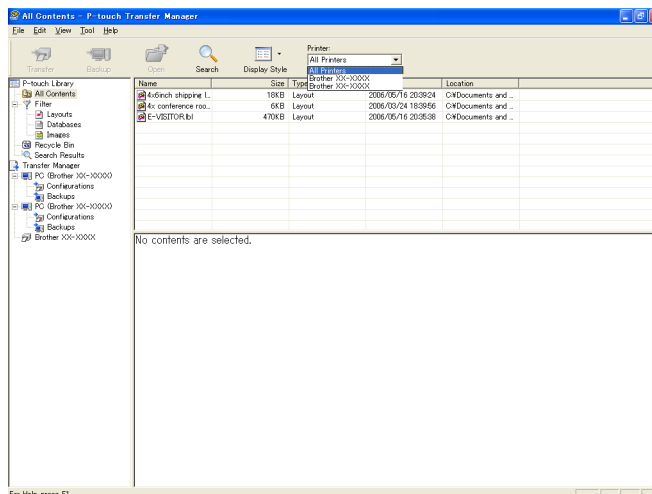 All Contents - P-touch Transfer Manager
File Edit View Tool Help
Printer:
All Printers
Transfer Backup Open Search Display Style
All Printers
Brother XX-XXXX
Brother XX-XXXX
P-touch Library
All Contents
Filter
Layouts
Databases
Images
Recycle Bin
Search Results
Transfer Manager
PC (Brother XX-XXXX)
Configurations
Backups
PC (Brother XX-XXXX)
Configurations
Backups
Brother XX-XXXX
Name Size Type Location
4x6inch shipping l... 18KB Layout 2006/05/16 20:39:24 C:¥Documents and ...
4x conference roo... 6KB Layout 2006/03/24 18:39:56 C:¥Documents and ...
E-VISITOR.lbl 470KB Layout 2006/05/16 20:35:38 C:¥Documents and ...
No contents are selected.
For Help, press F1